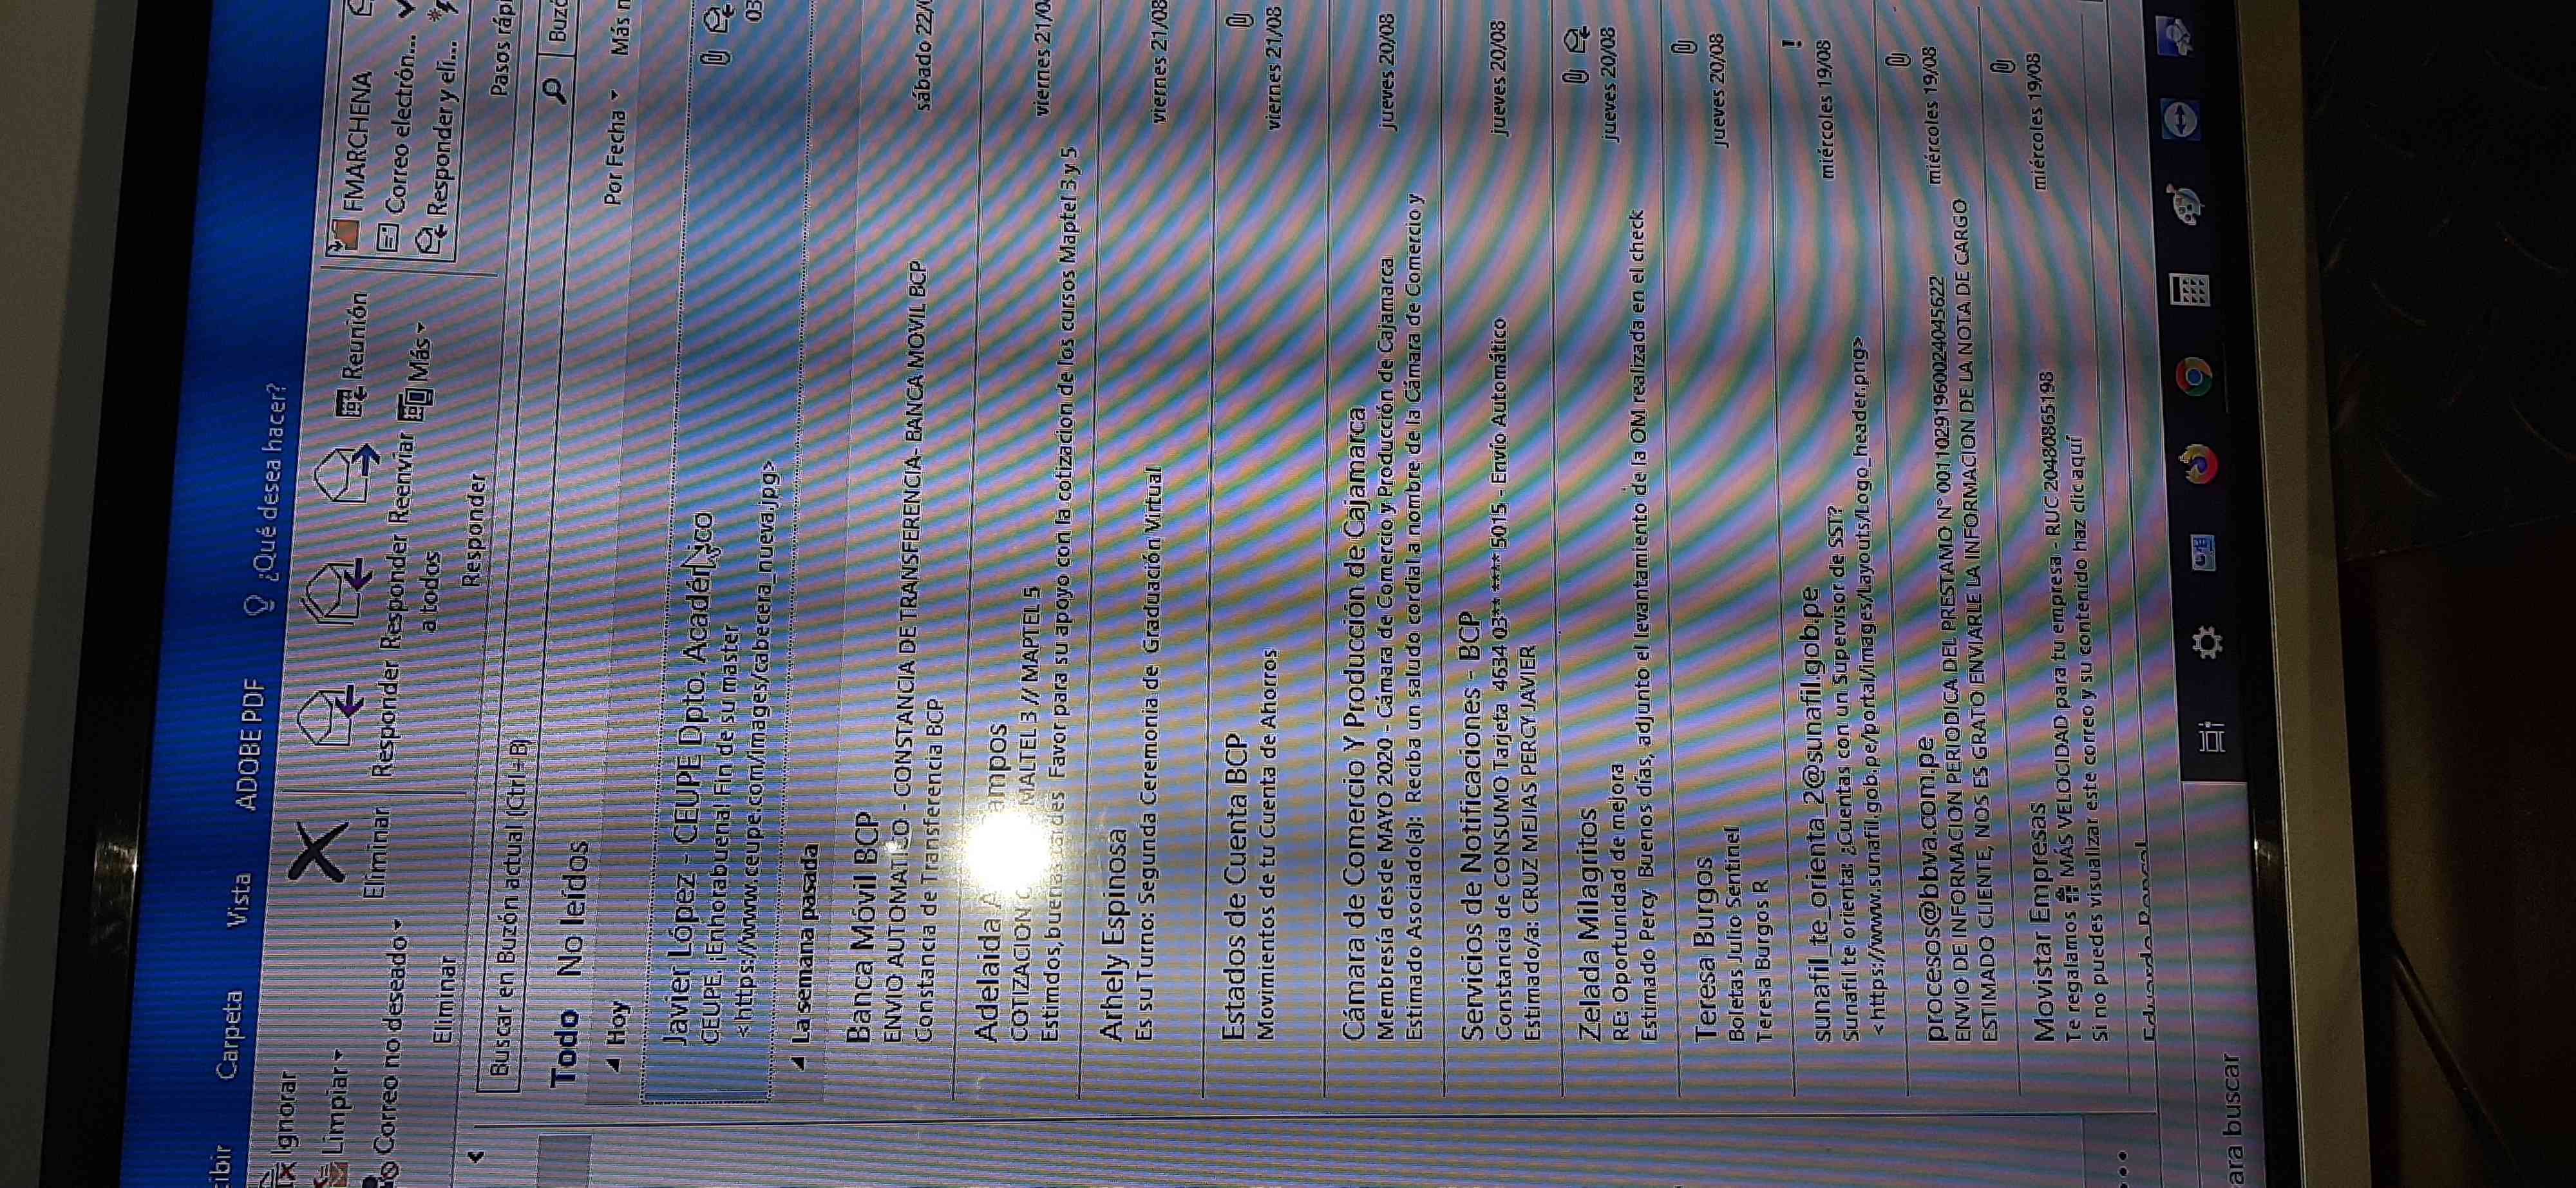 cibir Carpeta Vista ADOBE PDF ¿Qué desea hacer?
Ignorar
Limpiar
Correo no deseado
Eliminar
Eliminar
Responder
Responder a todos
Reenviar
Reunión
Más
Responder
FMARCHENA
Correo electrón...
Responder y eli...
Pasos rápi
Buscar en Buzón actual (Ctrl+B)
Buzó
Todo No leídos
Por Fecha Más n
Hoy
Javier López - CEUPE Dpto.
CEUPE. ¡Enhorabuena! Fin de su master 03
<https://www.ceupe.com/images/cabecera_nueva.jpg>
La semana pasada
Banca Móvil BCP
ENVIO AUTOMATICO - CONSTANCIA DE TRANSFERENCIA- BANCA MOVIL BCP sábado 22/0
Constancia de Transferencia BCP
Adelaida
COTIZACION MALTEL 3 // MAPTEL 5 viernes 21/0
Estimdos, buenas tardes Favor para su apoyo con la cotizacion de los cursos Maptel 3 y 5
Arhely Espinosa
Es su Turno: Segunda Ceremonia de Graduación Virtual viernes 21/08
Estados de Cuenta BCP
Movimientos de tu Cuenta de Ahorros viernes 21/08
Cámara de Comercio Y Producción de Cajamarca
Membresía desde MAYO 2020 - Cámara de Comercio y Producción de Cajamarca jueves 20/08
Estimado Asociado(a): Reciba un saludo cordial a nombre de la Cámara de Comercio y
Servicios de Notificaciones - BCP
Constancia de CONSUMO Tarjeta 4634 03** **** 5015 - Envío Automático jueves 20/08
Estimado/a: CRUZ MEJIAS PERCY JAVIER
Zelada Milagritos
RE: Oportunidad de mejora jueves 20/08
Estimado Percy Buenos días, adjunto el levantamiento de la OM realizada en el check
Teresa Burgos
Boletas Julio Sentinel jueves 20/08
Teresa Burgos R
sunafil_te_orienta_2@sunafil.gob.pe
Sunafil te orienta: ¿Cuentas con un Supervisor de SST? miércoles 19/08
<https://www.sunafil.gob.pe/portal/images/Layouts/Logo_header.png>
procesos@bbva.com.pe
ENVIO DE INFORMACION PERIODICA DEL PRESTAMO N° 00110291960024045622 miércoles 19/08
ESTIMADO CLIENTE, NOS ES GRATO ENVIARLE LA INFORMACION DE LA NOTA DE CARGO
Movistar Empresas
Te regalamos MÁS VELOCIDAD para tu empresa - RUC 20480865198 miércoles 19/08
Si no puedes visualizar este correo y su contenido haz clic aquí
ara buscar